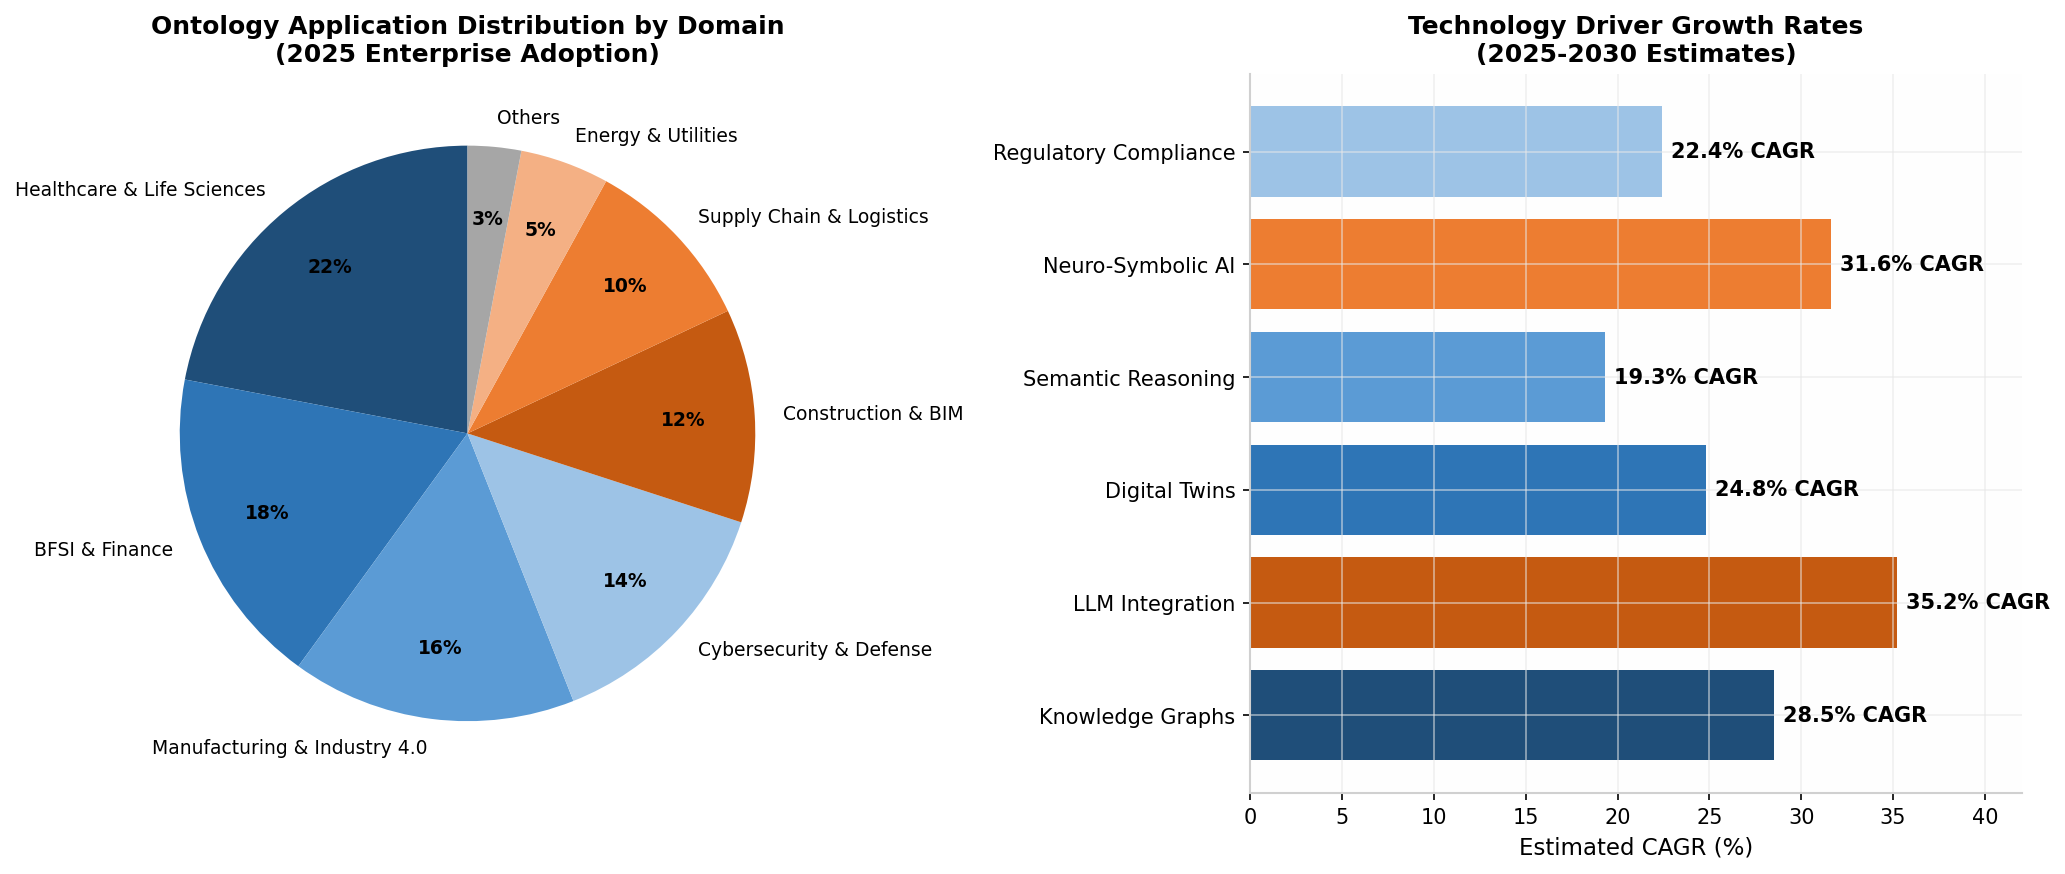 Ontology Application Distribution by Domain
(2025 Enterprise Adoption)
Others
Energy & Utilities
Healthcare & Life Sciences
Supply Chain & Logistics
3%
5%
22%
10%
Construction & BIM
12%
18%
BFSI & Finance
14%
16%
Cybersecurity & Defense
Manufacturing & Industry 4.0
Technology Driver Growth Rates
(2025-2030 Estimates)
Regulatory Compliance
22.4% CAGR
Neuro-Symbolic AI
31.6% CAGR
Semantic Reasoning
19.3% CAGR
Digital Twins
24.8% CAGR
LLM Integration
35.2% CAGR
Knowledge Graphs
28.5% CAGR
0 5 10 15 20 25 30 35 40
Estimated CAGR (%)